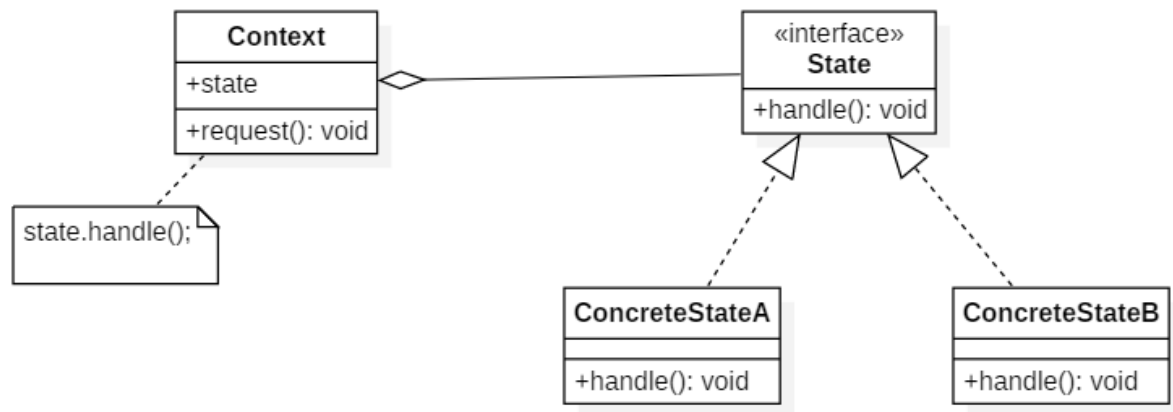 Context
+state
+request(): void
state.handle();
«interface»
State
+handle(): void
ConcreteStateA
+handle(): void
ConcreteStateB
+handle(): void